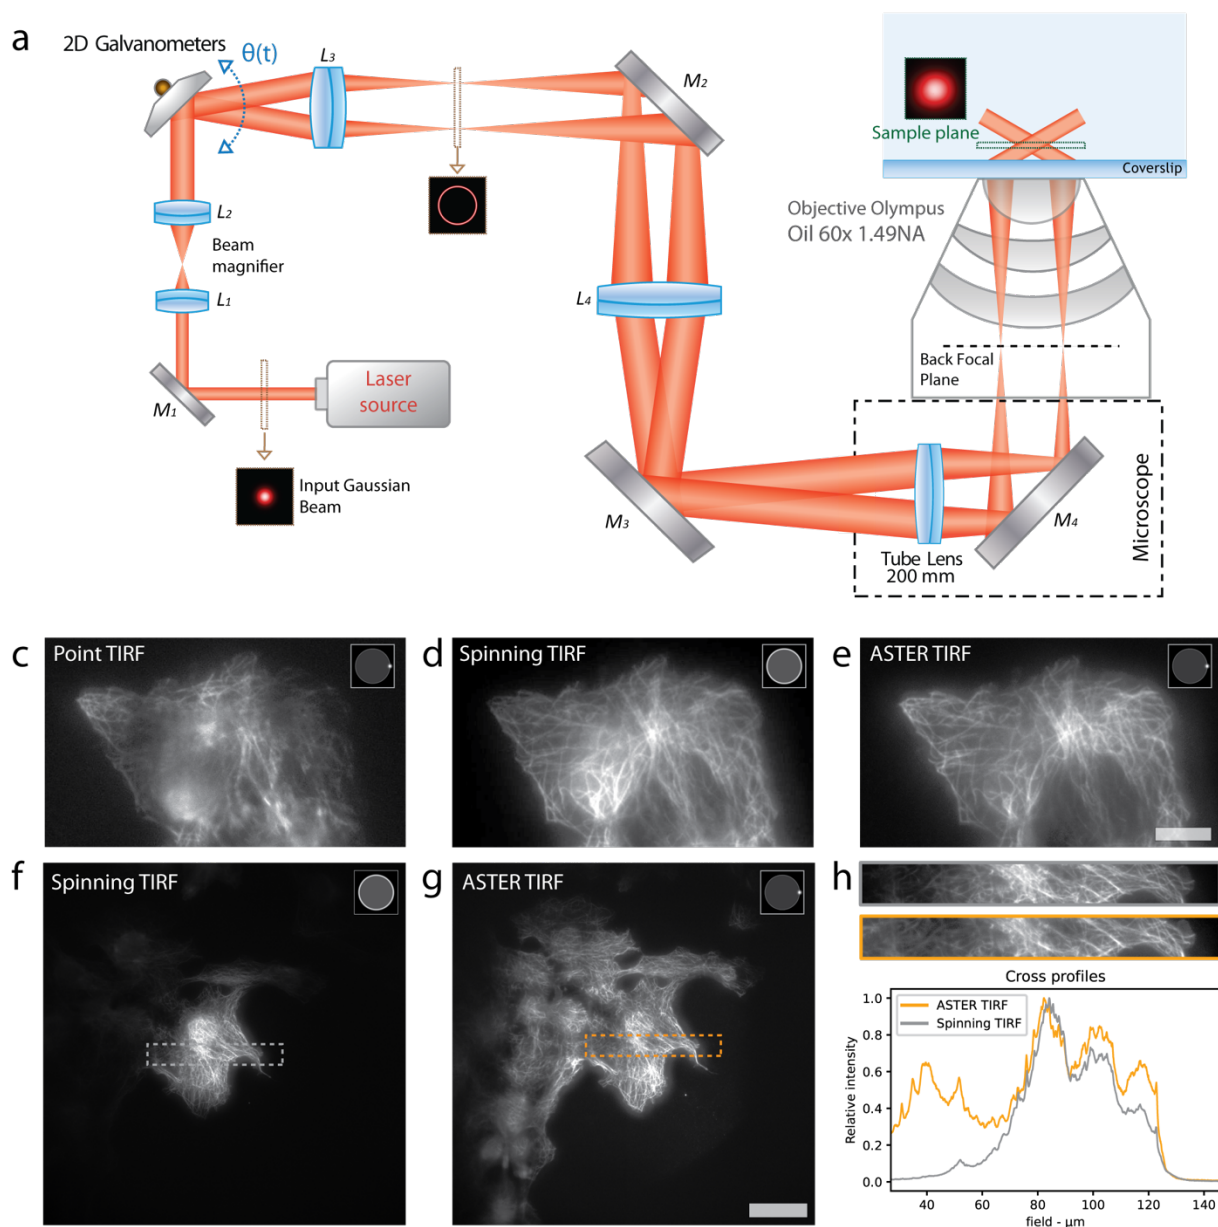 a
2D Galvanometers
θ(t)
L3
M2
Sample plane
Coverslip
Objective Olympus
Oil 60x 1.49NA
L2
Beam
magnifier
L1
L4
Back Focal
Plane
Laser
source
M1
Input Gaussian
Beam
M3
M4
Tube Lens
200 mm
Microscope
c Point TIRF
d Spinning TIRF
e ASTER TIRF
f Spinning TIRF
g ASTER TIRF
h
Cross profiles
ASTER TIRF
Spinning TIRF
Relative intensity
1.0
0.8
0.6
0.4
0.2
0.0
40 60 80 100 120 140
field - μm